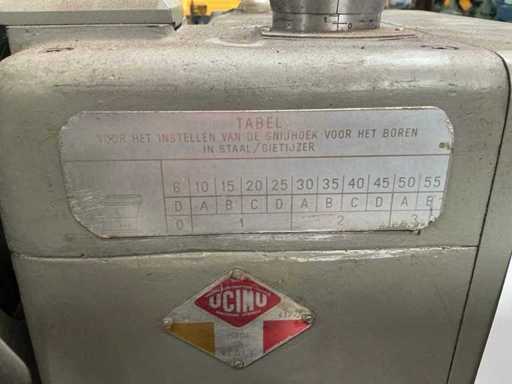 TABEL
VOOR HET INSTELLEN VAN DE SNIJHOEK VOOR HET BOREN
IN STAAL/GIETIJZER
6 10 15 20 25 30 35 40 45 50 55
D A B C D A B C D A B
0 1 2 3
UCIMU